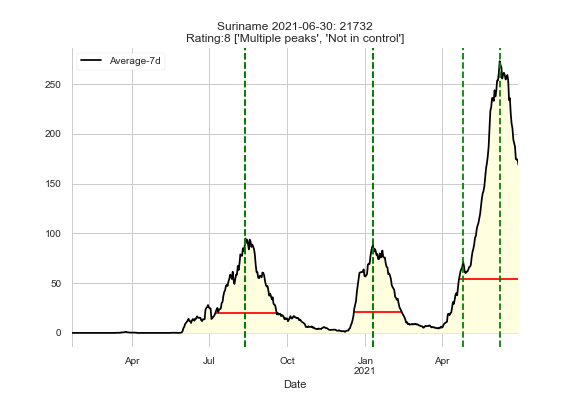 Suriname 2021-06-30: 21732
Rating:8 ['Multiple peaks', 'Not in control']
Average-7d
250
200
150
100
50
0
Apr
Jul
Oct
Jan
2021
Apr
Date